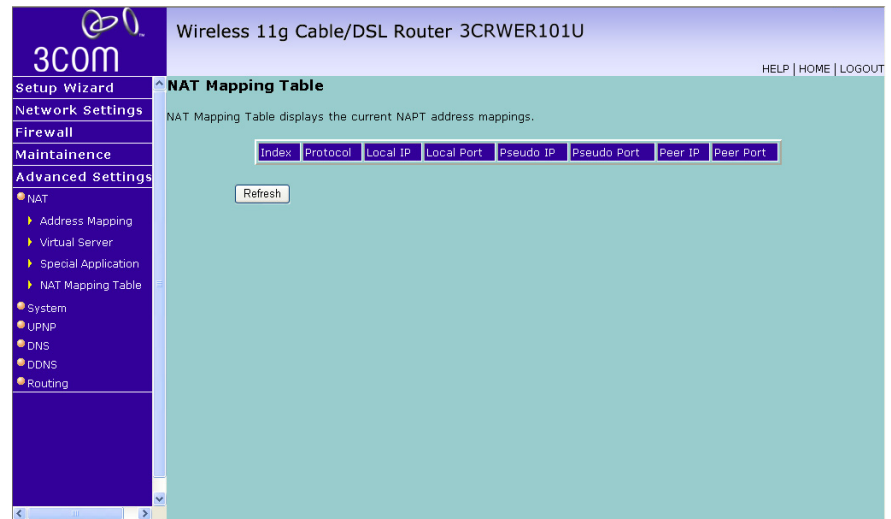 3COM
Wireless 11g Cable/DSL Router 3CRWER101U
HELP | HOME | LOGOUT
Setup Wizard
Network Settings
Firewall
Maintainence
Advanced Settings
NAT
Address Mapping
Virtual Server
Special Application
NAT Mapping Table
System
UPNP
DNS
DDNS
Routing
NAT Mapping Table
NAT Mapping Table displays the current NAPT address mappings.
Index Protocol Local IP Local Port Pseudo IP Pseudo Port Peer IP Peer Port
Refresh